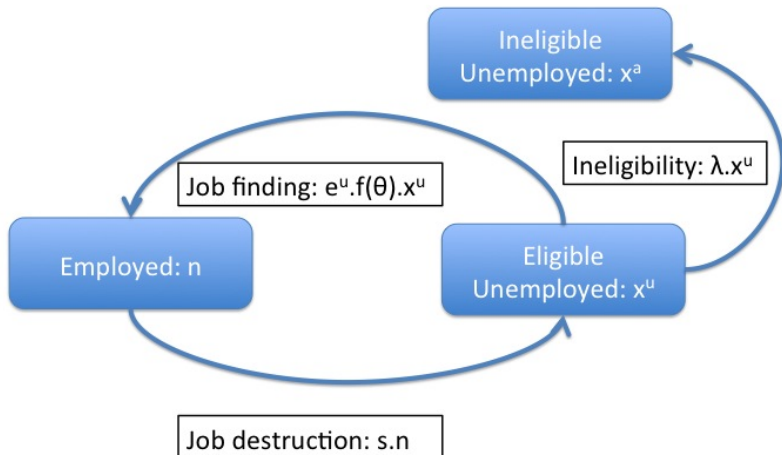 Ineligible
Unemployed: xᵃ
Job finding: eᵘ.f(θ).xᵘ
Ineligibility: λ.xᵘ
Employed: n
Eligible
Unemployed: xᵘ
Job destruction: s.n